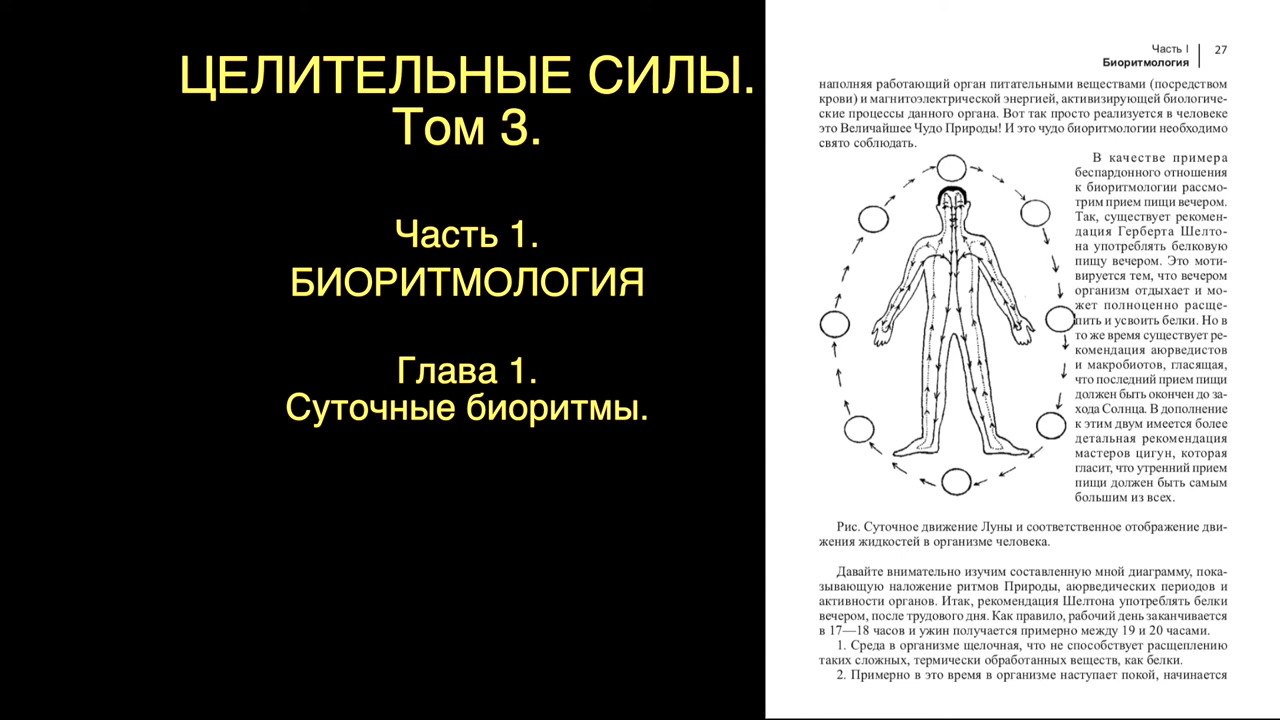 ЦЕЛИТЕЛЬНЫЕ СИЛЫ.
Том 3.
Часть 1.
БИОРИТМОЛОГИЯ
Глава 1.
Суточные биоритмы.
Часть I
Биоритмология
27
наполняя работающий орган питательными веществами (посредством
крови) и магнитоэлектрической энергией, активизирующей биологиче-
ские процессы данного органа. Вот так просто реализуется в человеке
это Величайшее Чудо Природы! И это чудо биоритмологии необходимо
свято соблюдать.
В качестве примера
беспардонного отношения
к биоритмологии рассмо-
трим прием пищи вечером.
Так, существует рекомен-
дация Герберта Шелто-
на употреблять белковую
пищу вечером. Это моти-
вируется тем, что вечером
организм отдыхает и мо-
жет полноценно расще-
пить и усвоить белки. Но в
то же время существует ре-
комендация аюрведистов
и макробиотов, гласящая,
что последний прием пищи
должен быть окончен до за-
хода Солнца. В дополнение
к этим двум имеется более
детальная рекомендация
мастеров цигун, которая
гласит, что утренний прием
пищи должен быть самым
большим из всех.
Рис. Суточное движение Луны и соответственное отображение дви-
жения жидкостей в организме человека.
Давайте внимательно изучим составленную мной диаграмму, пока-
зывающую наложение ритмов Природы, аюрведических периодов и
активности органов. Итак, рекомендация Шелтона употреблять белки
вечером, после трудового дня. Как правило, рабочий день заканчивается
в 17—18 часов и ужин получается примерно между 19 и 20 часами.
1. Среда в организме щелочная, что не способствует расщеплению
таких сложных, термически обработанных веществ, как белки.
2. Примерно в это время в организме наступает покой, начинается